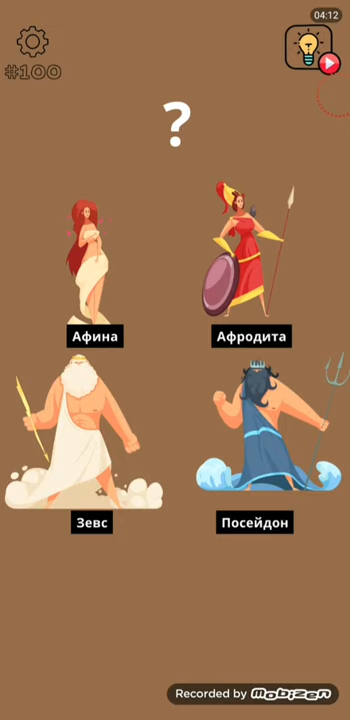 04:12
#100
?
Афина
Афродита
Зевс
Посейдон
Recorded by mobizen